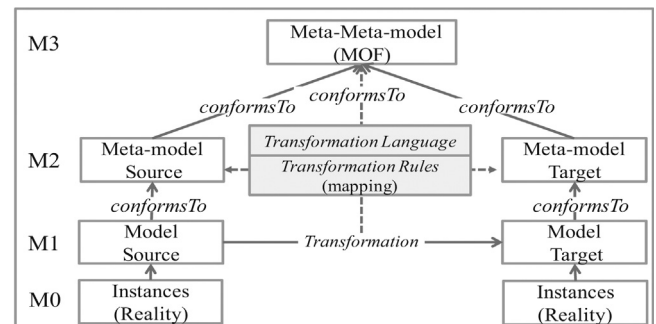 M3
Meta-Meta-model
(MOF)
conformsTo
conformsTo
conformsTo
M2
Meta-model
Source
Transformation Language
Transformation Rules
(mapping)
Meta-model
Target
conformsTo
conformsTo
M1
Model
Source
Transformation
Model
Target
M0
Instances
(Reality)
Instances
(Reality)